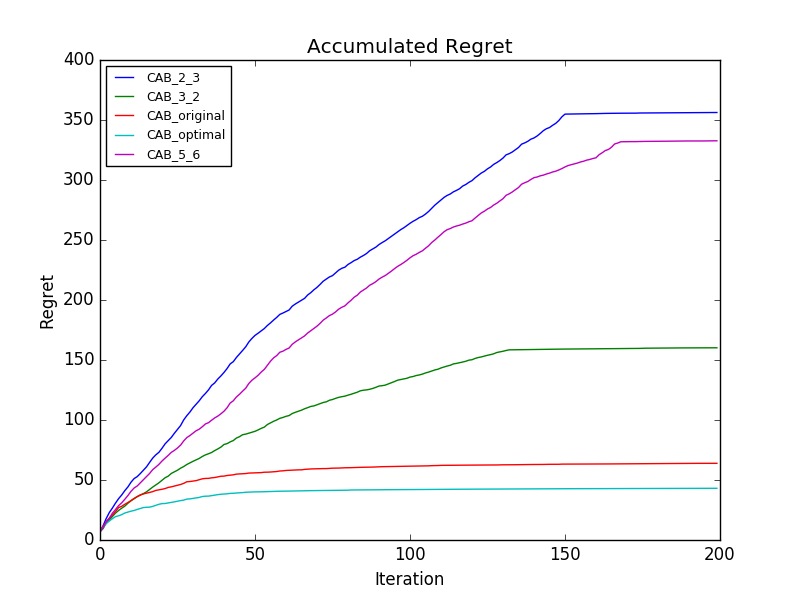 Accumulated Regret
400
350
300
250
200
150
100
50
0
Regret
CAB_2_3
CAB_3_2
CAB_original
CAB_optimal
CAB_5_6
0
50
100
150
200
Iteration